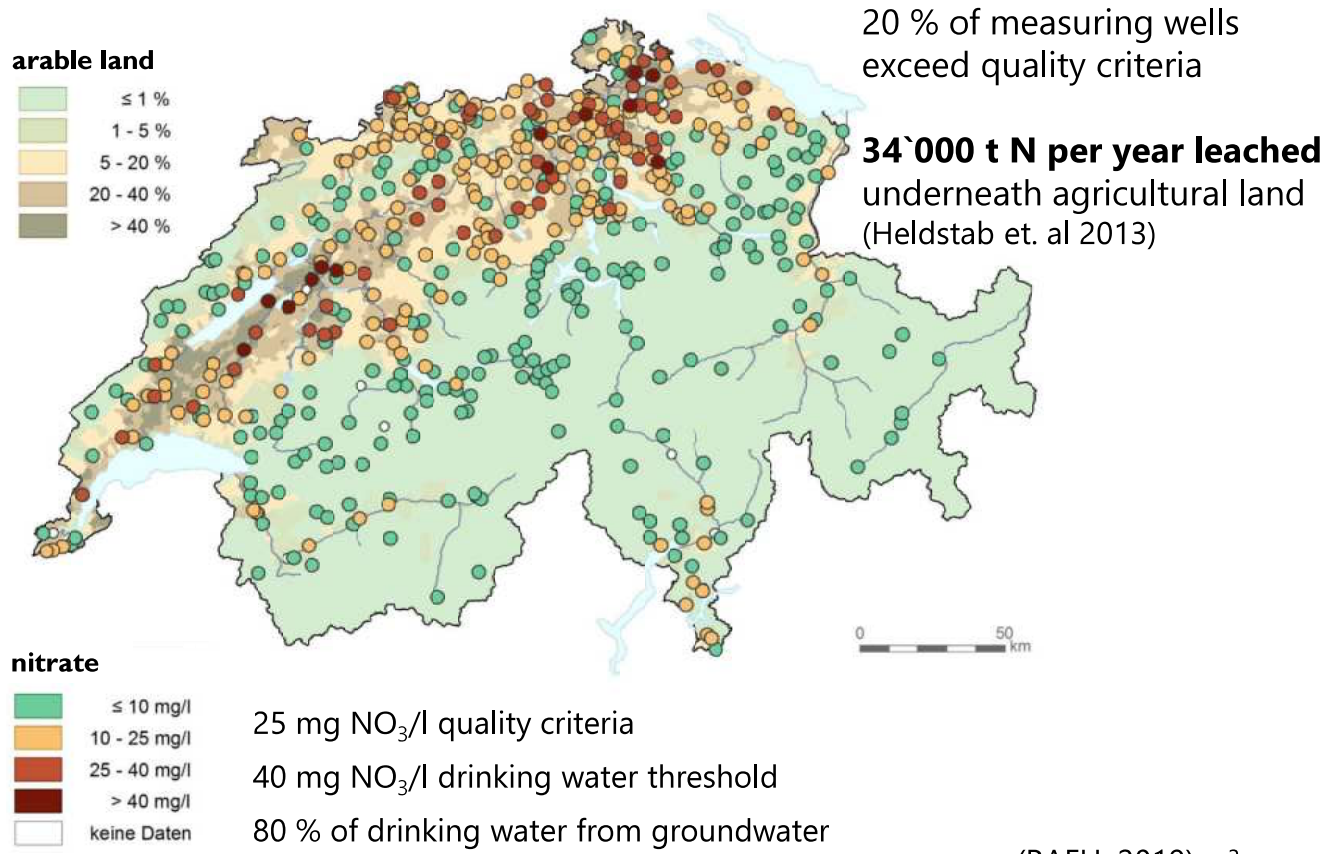 20 % of measuring wells
exceed quality criteria
34`000 t N per year leached
underneath agricultural land
(Heldstab et. al 2013)
arable land
≤ 1 %
1 - 5 %
5 - 20 %
20 - 40 %
> 40 %
0 50
km
nitrate
≤ 10 mg/l
10 - 25 mg/l
25 - 40 mg/l
> 40 mg/l
keine Daten
25 mg NO₃/l quality criteria
40 mg NO₃/l drinking water threshold
80 % of drinking water from groundwater